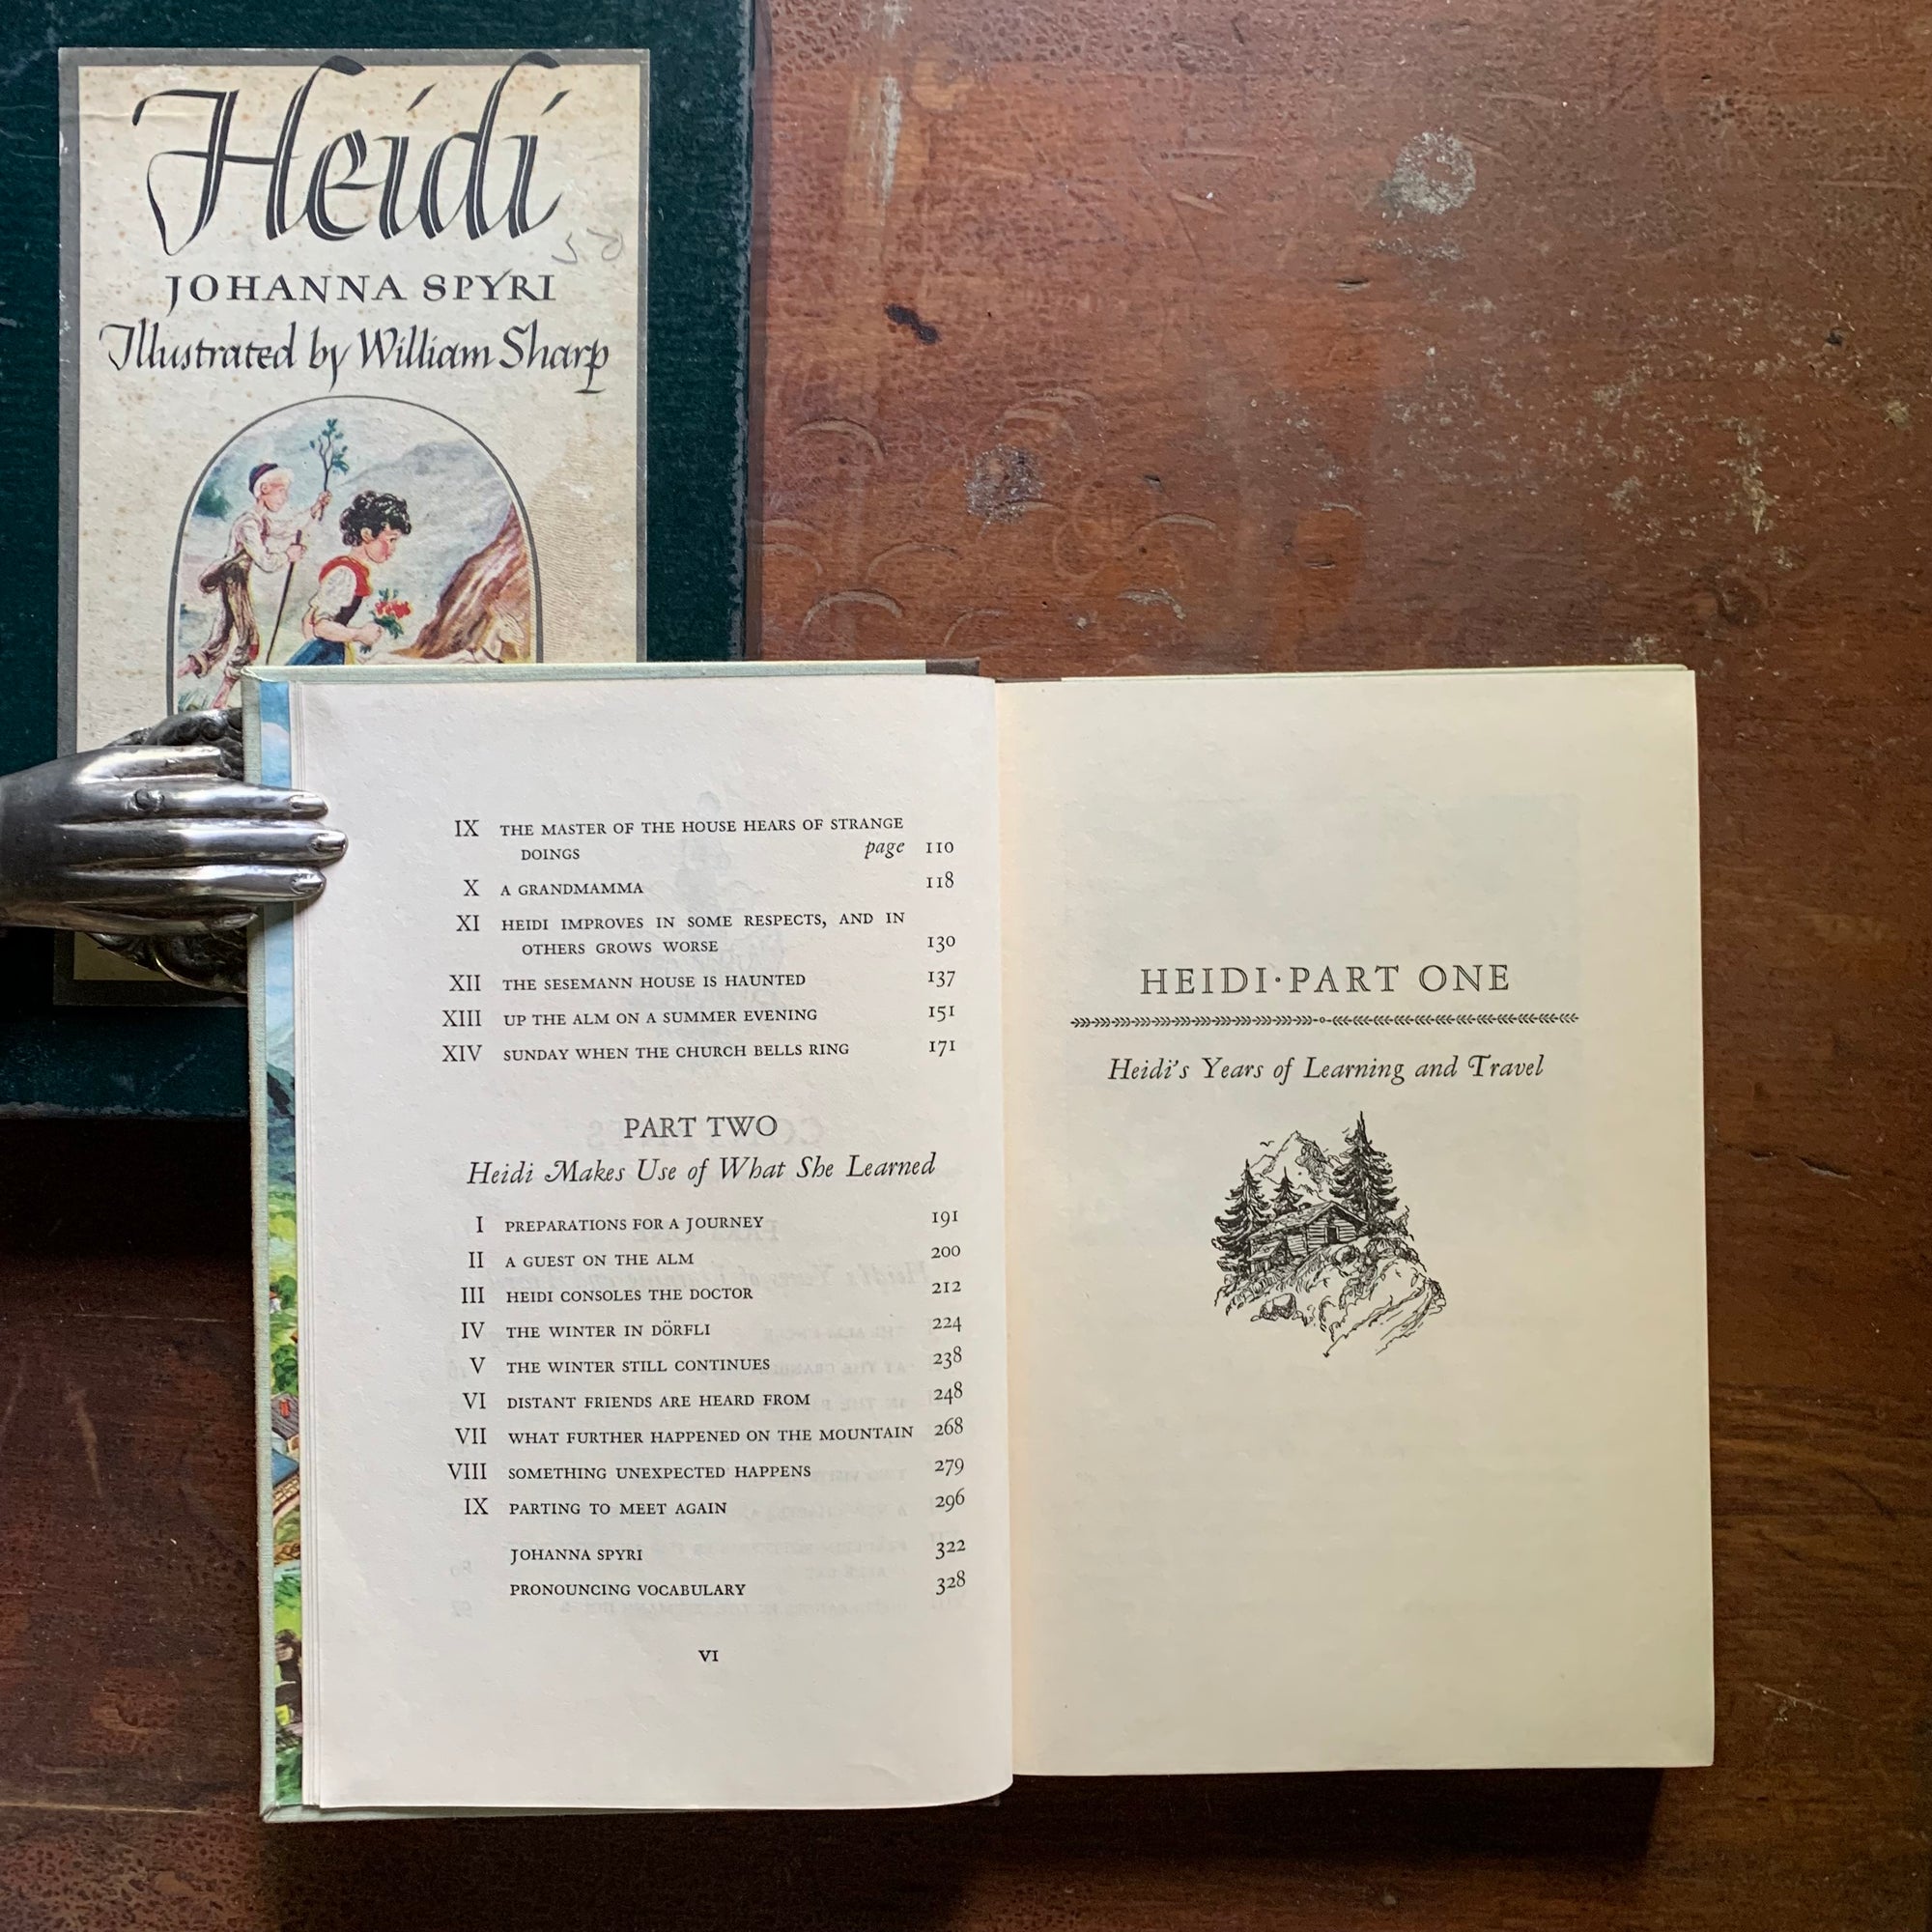 Heidi
JOHANNA SPYRI
Illustrated by William Sharp
IX THE MASTER OF THE HOUSE HEARS OF STRANGE
DOINGS page 110
X A GRANDMAMMA 118
XI HEIDI IMPROVES IN SOME RESPECTS, AND IN
OTHERS GROWS WORSE 130
XII THE SESEMANN HOUSE IS HAUNTED 137
XIII UP THE ALM ON A SUMMER EVENING 151
XIV SUNDAY WHEN THE CHURCH BELLS RING 171
PART TWO
Heidi Makes Use of What She Learned
I PREPARATIONS FOR A JOURNEY 191
II A GUEST ON THE ALM 200
III HEIDI CONSOLES THE DOCTOR 212
IV THE WINTER IN DÖRFLI 224
V THE WINTER STILL CONTINUES 238
VI DISTANT FRIENDS ARE HEARD FROM 248
VII WHAT FURTHER HAPPENED ON THE MOUNTAIN 268
VIII SOMETHING UNEXPECTED HAPPENS 279
IX PARTING TO MEET AGAIN 296
JOHANNA SPYRI 322
PRONOUNCING VOCABULARY 328
VI
HEIDI·PART ONE
Heidi's Years of Learning and Travel